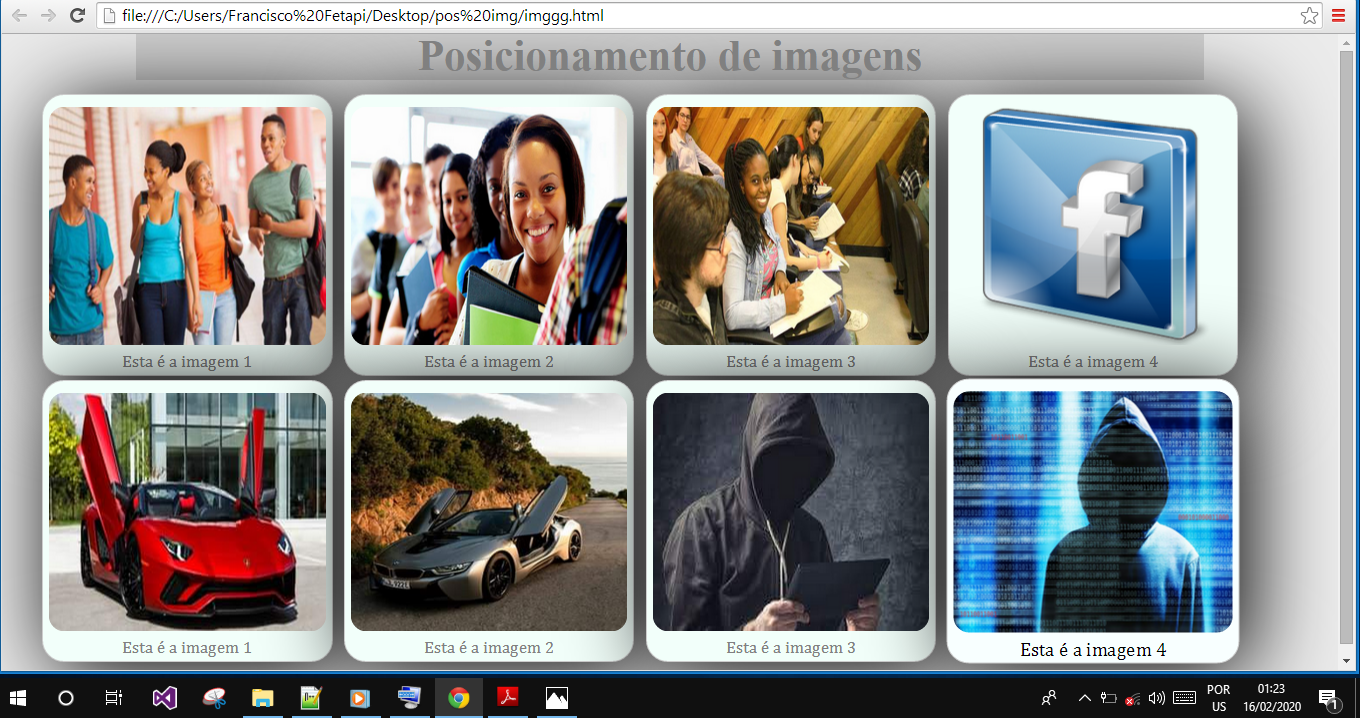 file:///C:/Users/Francisco%20Fetapi/Desktop/pos%20img/imggg.html
Posicionamento de imagens
f
Esta é a imagem 1
Esta é a imagem 2
Esta é a imagem 3
Esta é a imagem 4
Esta é a imagem 1
Esta é a imagem 2
Esta é a imagem 3
Esta é a imagem 4
POR
US
01:23
16/02/2020
1